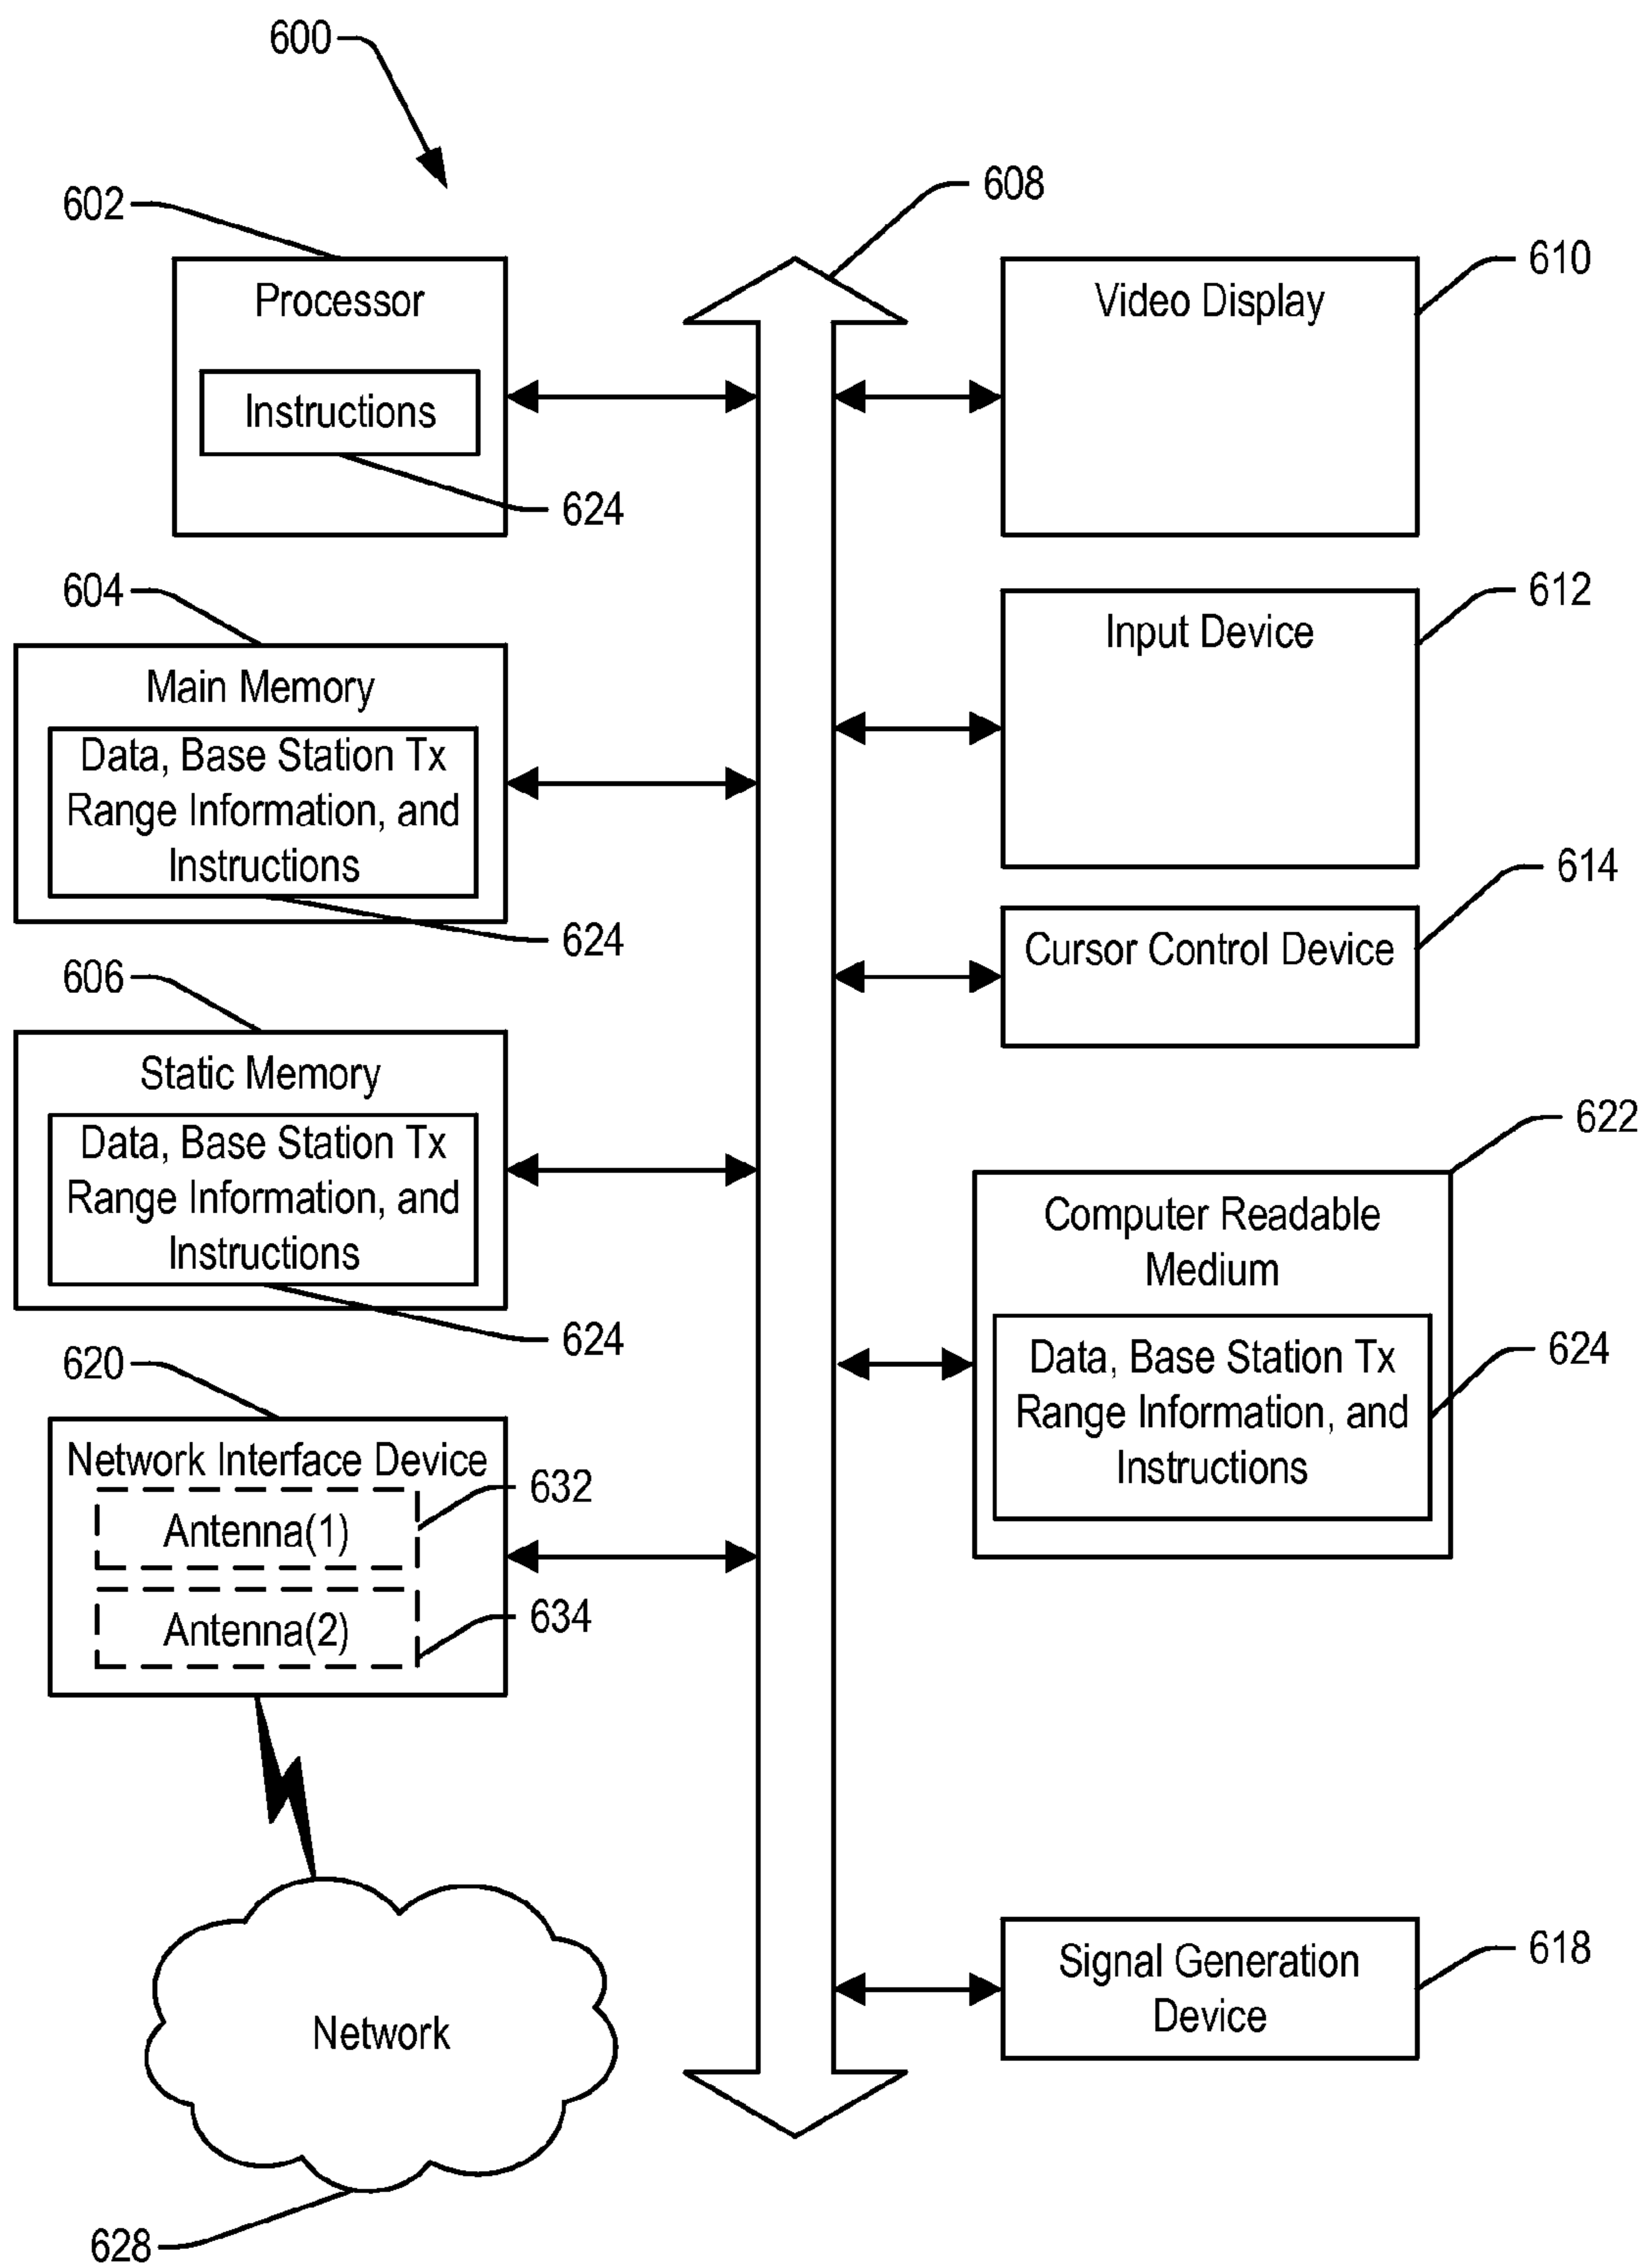 600
608
602
Processor
Instructions
624
604
Main Memory
Data, Base Station Tx
Range Information, and
Instructions
624
606
Static Memory
Data, Base Station Tx
Range Information, and
Instructions
624
620
Network Interface Device
Antenna(1)
632
Antenna(2)
634
Network
628
Video Display
610
Input Device
612
Cursor Control Device
614
622
Computer Readable
Medium
Data, Base Station Tx
Range Information, and
Instructions
624
Signal Generation
Device
618